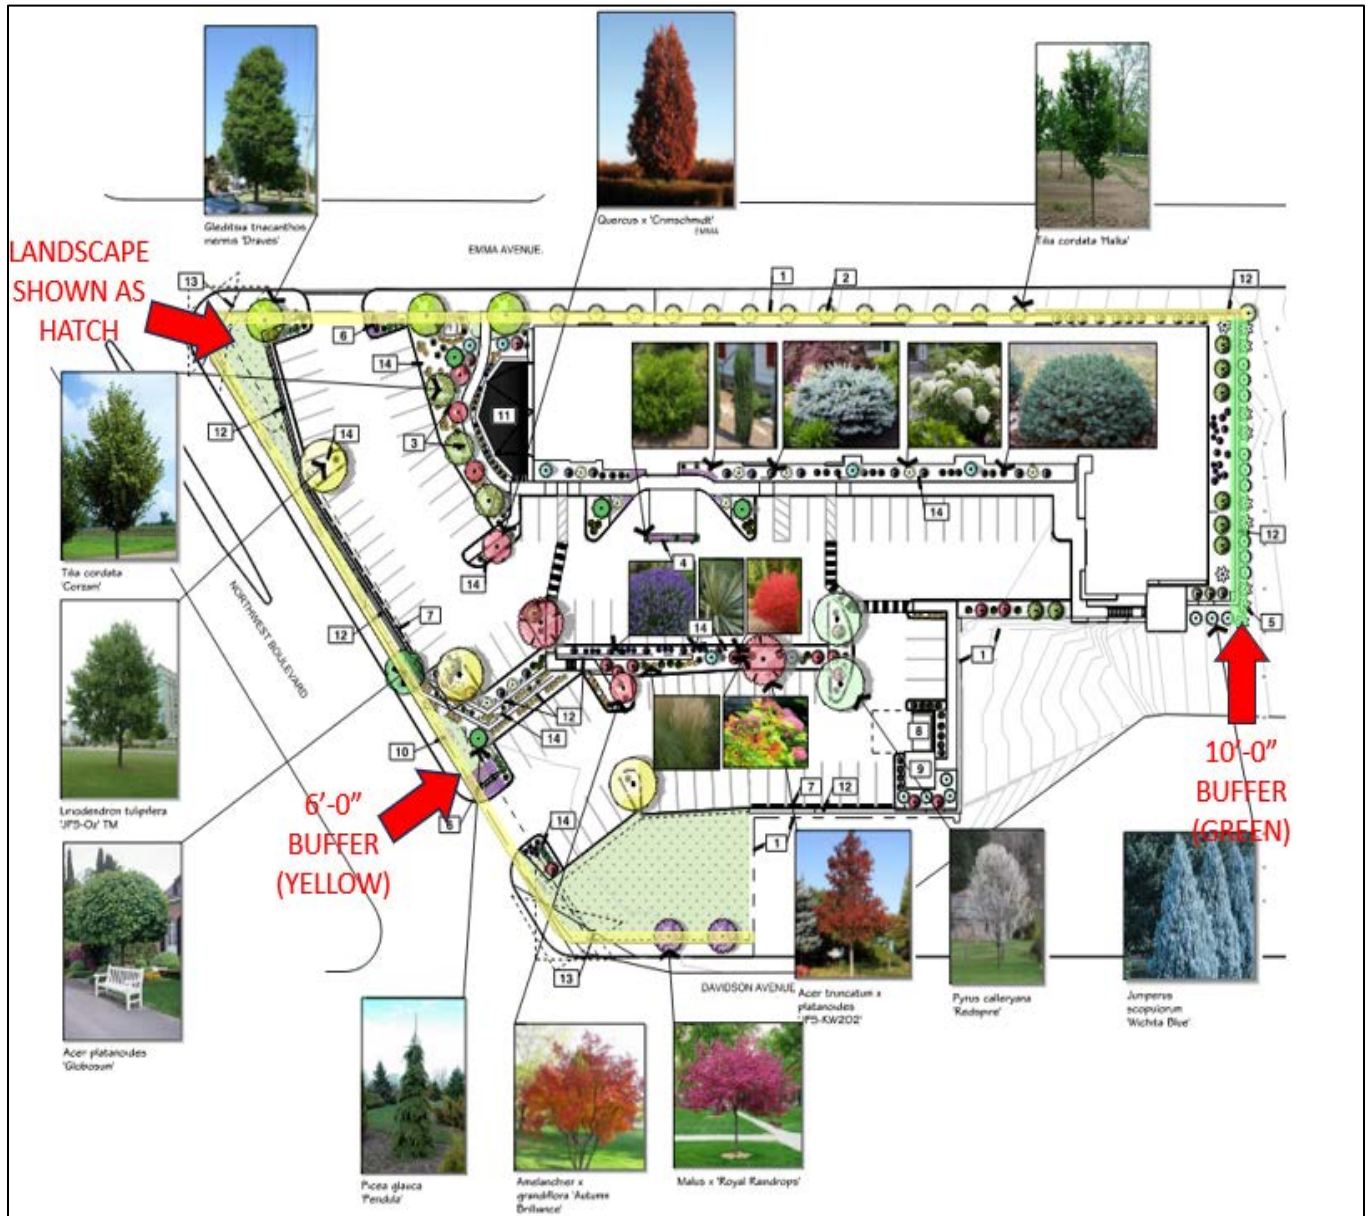 Gleditsia triacanthos
inermis 'Draves'
Quercus x 'Crimschmidt'
EMMA
Tilia cordata 'Halka'
EMMA AVENUE.
LANDSCAPE
SHOWN AS
HATCH
13
1
2
12
6
14
11
12
14
3
14
14
12
4
14
12
7
14
5
1
NORTHWEST BOULEVARD
Tilia cordata
'Corzam'
12
14
10
8
9
7
12
6
14
1
13
10'-0"
BUFFER
(GREEN)
6'-0"
BUFFER
(YELLOW)
Liriodendron tulipifera
'JFS-Oz' TM
DAVIDSON AVENUE
Acer truncatum x
platanoides
'JFS-KW202'
Pyrus calleryana
'Redspire'
Juniperus
scopulorum
'Wichita Blue'
Acer platanoides
'Globosum'
Picea glauca
'Pendula'
Amelanchier x
grandiflora 'Autumn
Brilliance'
Malus x 'Royal Raindrops'